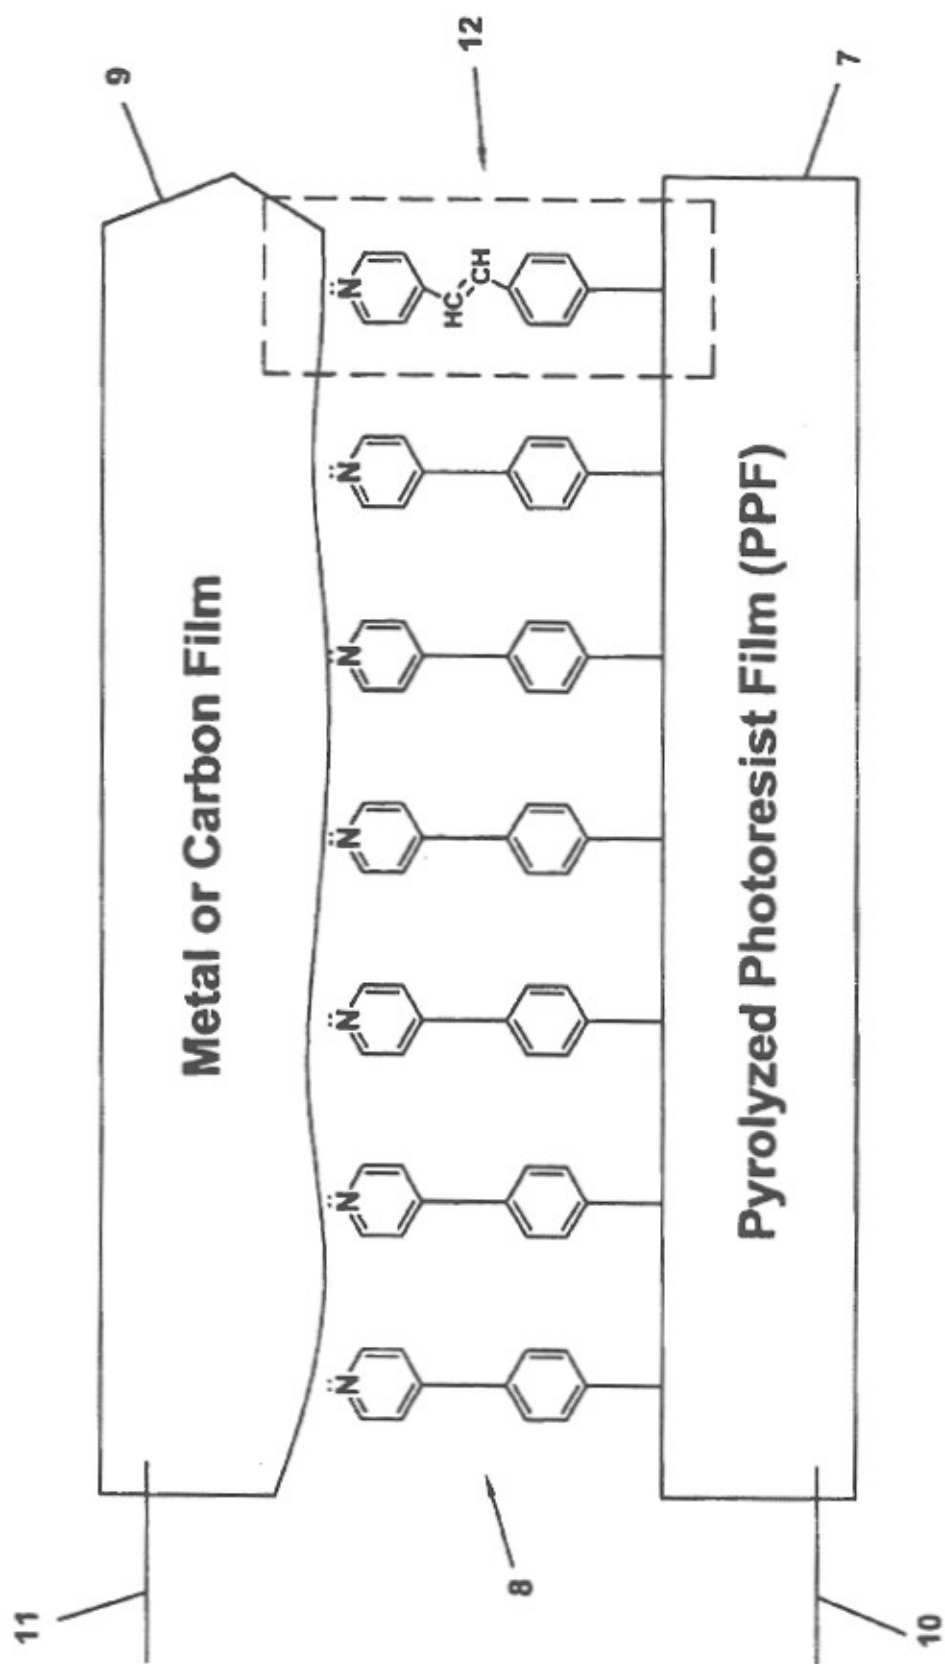 11
9
Metal or Carbon Film
N̈ N̈ N̈ N̈ N̈ N̈ N̈
HC
CH
12
8
Pyrolyzed Photoresist Film (PPF)
7
10